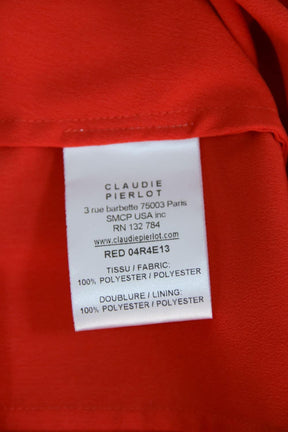 CLAUDIE
PIERLOT
3 rue barbette 75003 Paris
SMCP USA inc
RN 132 784
www.claudiepierlot.com
RED 04R4E13
TISSU / FABRIC:
100% POLYESTER / POLYESTER
DOUBLURE / LINING:
100% POLYESTER / POLYESTER